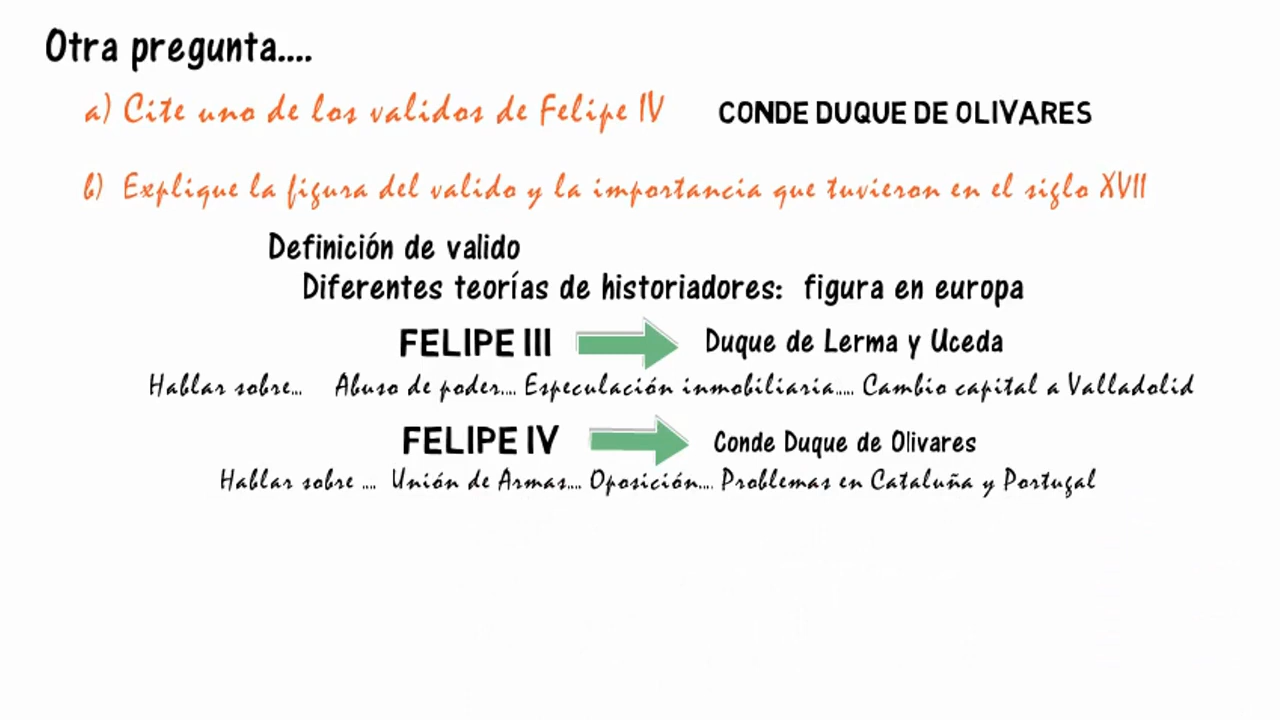 Otra pregunta....
a) Cite uno de los validos de Felipe IV CONDE DUQUE DE OLIVARES
b) Explique la figura del valido y la importancia que tuvieron en el siglo XVII
Definición de valido
Diferentes teorías de historiadores: figura en europa
FELIPE III Duque de Lerma y Uceda
Hablar sobre... Abuso de poder.... Especulación inmobiliaria..... Cambio capital a Valladolid
FELIPE IV Conde Duque de Olivares
Hablar sobre .... Unión de Armas.... Oposición.... Problemas en Cataluña y Portugal